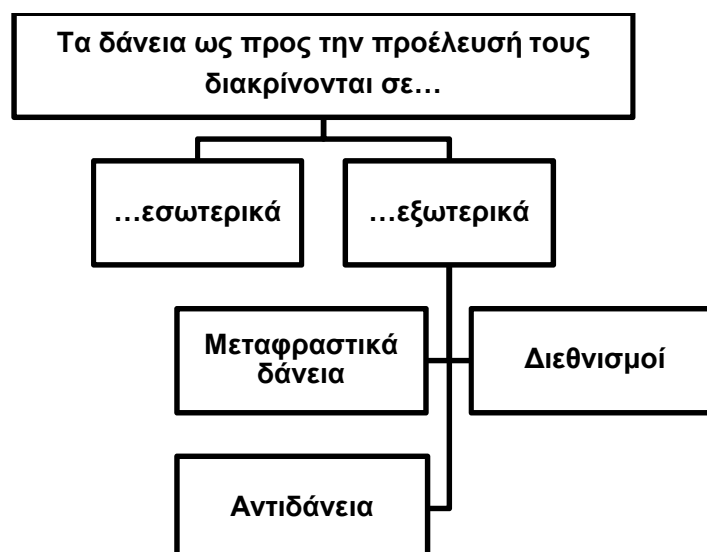 Τα δάνεια ως προς την προέλευσή τους
διακρίνονται σε…
…εσωτερικά
…εξωτερικά
Μεταφραστικά
δάνεια
Διεθνισμοί
Αντιδάνεια